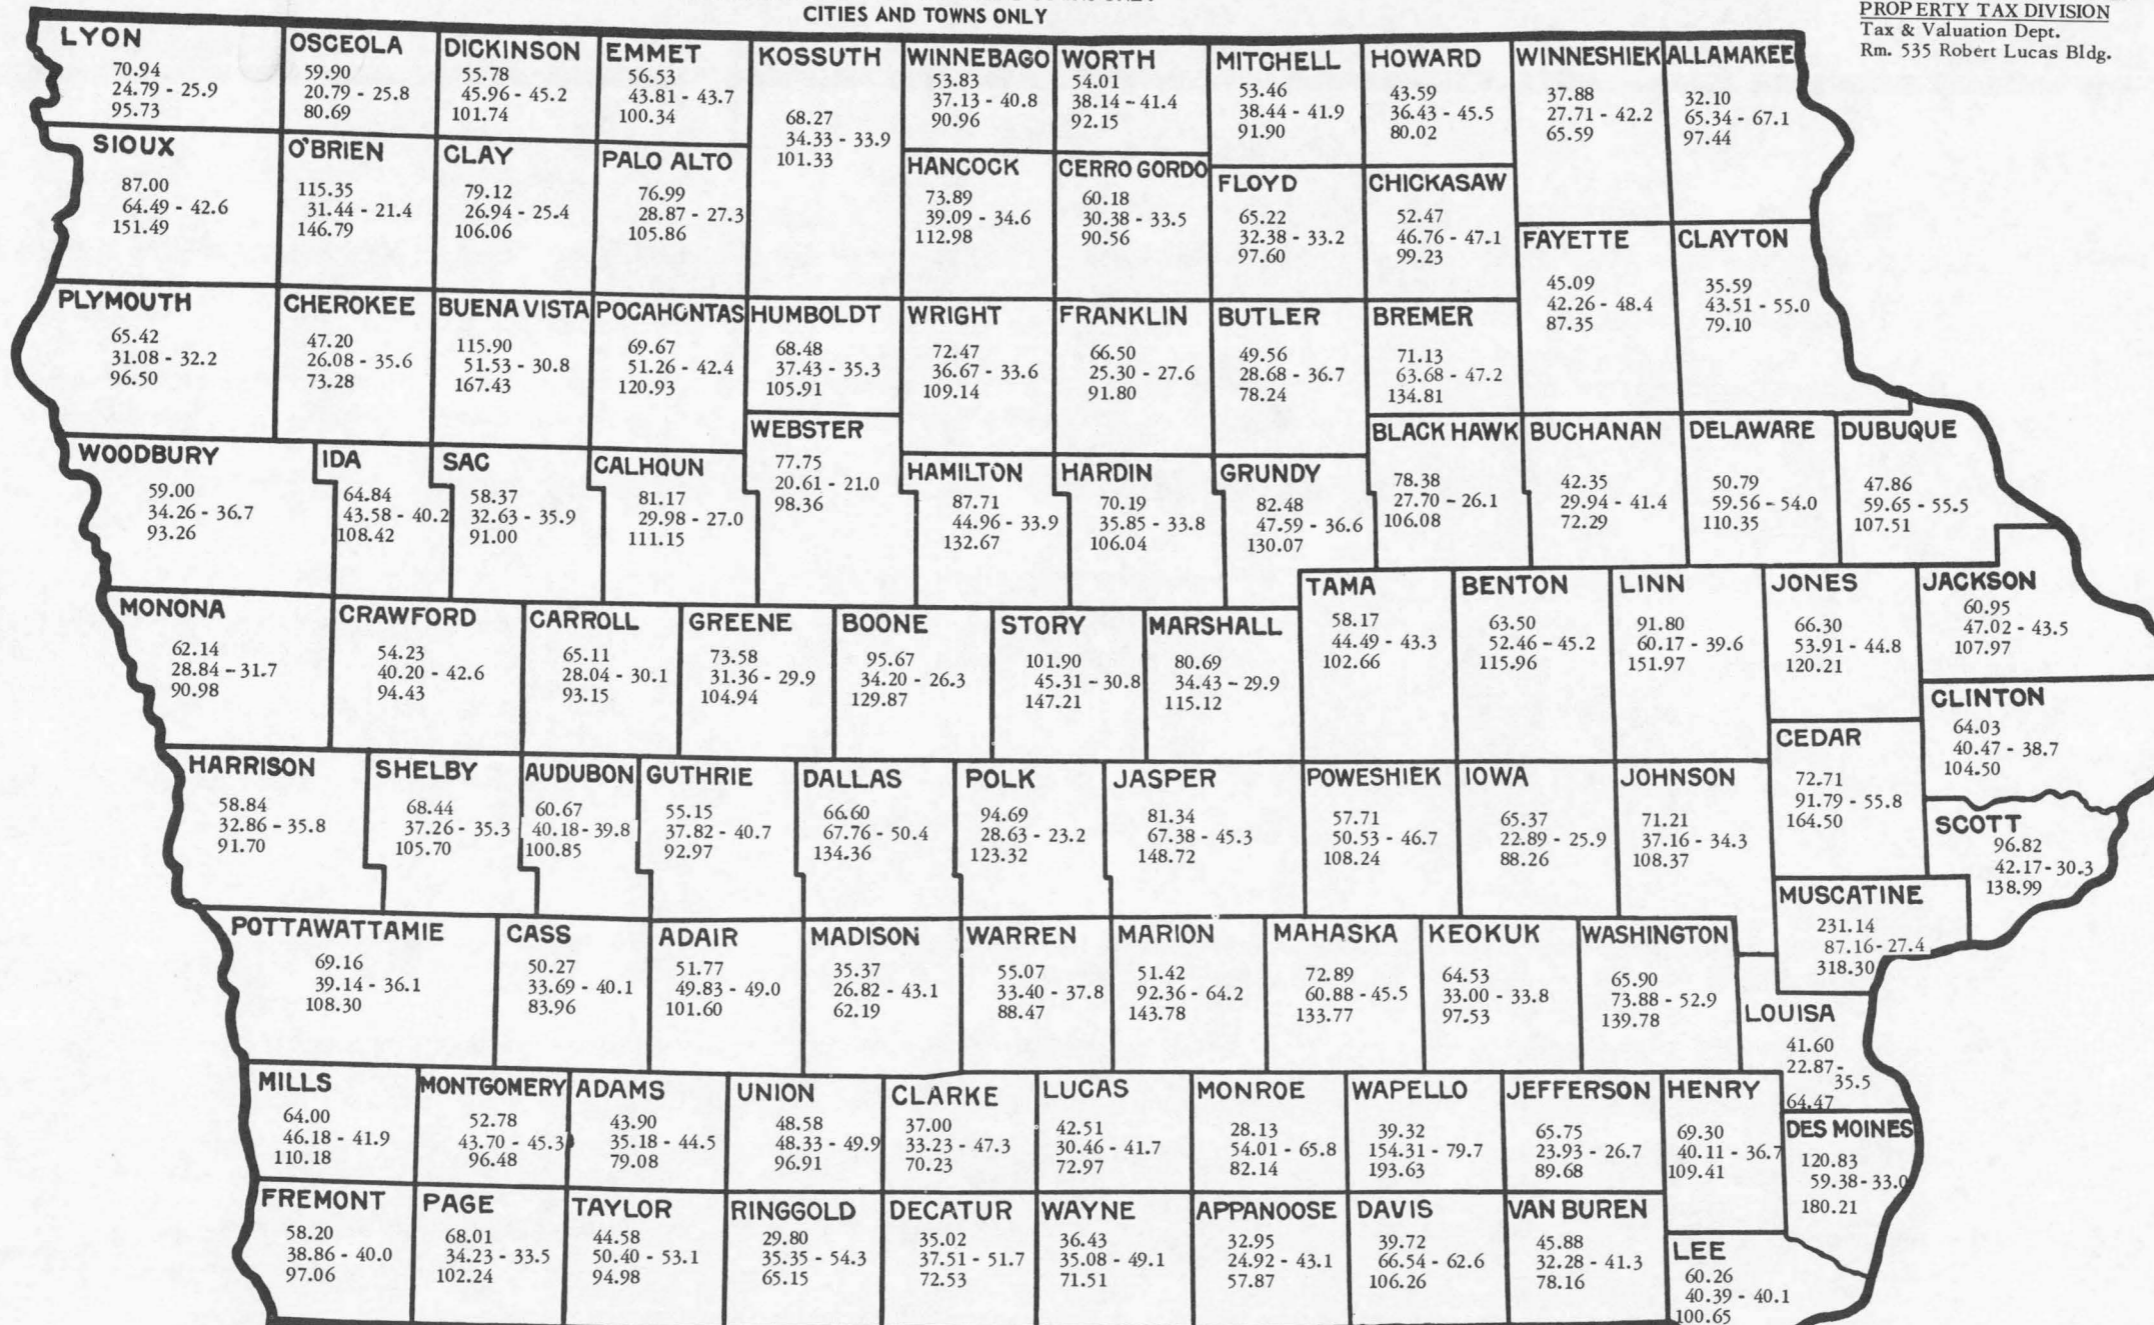 CITIES AND TOWNS ONLY
PROPERTY TAX DIVISION
Tax & Valuation Dept.
Rm. 535 Robert Lucas Bldg.
LYON
70.94
24.79 - 25.9
95.73
OSCEOLA
59.90
20.79 - 25.8
80.69
DICKINSON
55.78
45.96 - 45.2
101.74
EMMET
56.53
43.81 - 43.7
100.34
KOSSUTH
68.27
34.33 - 33.9
101.33
WINNEBAGO
53.83
37.13 - 40.8
90.96
WORTH
54.01
38.14 - 41.4
92.15
MITCHELL
53.46
38.44 - 41.9
91.90
HOWARD
43.59
36.43 - 45.5
80.02
WINNESHIEK
37.88
27.71 - 42.2
65.59
ALLAMAKEE
32.10
65.34 - 67.1
97.44
SIOUX
87.00
64.49 - 42.6
151.49
O'BRIEN
115.35
31.44 - 21.4
146.79
CLAY
79.12
26.94 - 25.4
106.06
PALO ALTO
76.99
28.87 - 27.3
105.86
HANCOCK
73.89
39.09 - 34.6
112.98
CERRO GORDO
60.18
30.38 - 33.5
90.56
FLOYD
65.22
32.38 - 33.2
97.60
CHICKASAW
52.47
46.76 - 47.1
99.23
FAYETTE
45.09
42.26 - 48.4
87.35
CLAYTON
35.59
43.51 - 55.0
79.10
PLYMOUTH
65.42
31.08 - 32.2
96.50
CHEROKEE
47.20
26.08 - 35.6
73.28
BUENA VISTA
115.90
51.53 - 30.8
167.43
POCAHONTAS
69.67
51.26 - 42.4
120.93
HUMBOLDT
68.48
37.43 - 35.3
105.91
WRIGHT
72.47
36.67 - 33.6
109.14
FRANKLIN
66.50
25.30 - 27.6
91.80
BUTLER
49.56
28.68 - 36.7
78.24
BREMER
71.13
63.68 - 47.2
134.81
WOODBURY
59.00
34.26 - 36.7
93.26
IDA
64.84
43.58 - 40.2
108.42
SAC
58.37
32.63 - 35.9
91.00
CALHOUN
81.17
29.98 - 27.0
111.15
WEBSTER
77.75
20.61 - 21.0
98.36
HAMILTON
87.71
44.96 - 33.9
132.67
HARDIN
70.19
35.85 - 33.8
106.04
GRUNDY
82.48
47.59 - 36.6
130.07
BLACK HAWK
78.38
27.70 - 26.1
106.08
BUCHANAN
42.35
29.94 - 41.4
72.29
DELAWARE
50.79
59.56 - 54.0
110.35
DUBUQUE
47.86
59.65 - 55.5
107.51
MONONA
62.14
28.84 - 31.7
90.98
CRAWFORD
54.23
40.20 - 42.6
94.43
CARROLL
65.11
28.04 - 30.1
93.15
GREENE
73.58
31.36 - 29.9
104.94
BOONE
95.67
34.20 - 26.3
129.87
STORY
101.90
45.31 - 30.8
147.21
MARSHALL
80.69
34.43 - 29.9
115.12
TAMA
58.17
44.49 - 43.3
102.66
BENTON
63.50
52.46 - 45.2
115.96
LINN
91.80
60.17 - 39.6
151.97
JONES
66.30
53.91 - 44.8
120.21
JACKSON
60.95
47.02 - 43.5
107.97
CLINTON
64.03
40.47 - 38.7
104.50
HARRISON
58.84
32.86 - 35.8
91.70
SHELBY
68.44
37.26 - 35.3
105.70
AUDUBON
60.67
40.18 - 39.8
100.85
GUTHRIE
55.15
37.82 - 40.7
92.97
DALLAS
66.60
67.76 - 50.4
134.36
POLK
94.69
28.63 - 23.2
123.32
JASPER
81.34
67.38 - 45.3
148.72
POWESHIEK
57.71
50.53 - 46.7
108.24
IOWA
65.37
22.89 - 25.9
88.26
JOHNSON
71.21
37.16 - 34.3
108.37
CEDAR
72.71
91.79 - 55.8
164.50
SCOTT
96.82
42.17 - 30.3
138.99
MUSCATINE
231.14
87.16 - 27.4
318.30
POTTAWATTAMIE
69.16
39.14 - 36.1
108.30
CASS
50.27
33.69 - 40.1
83.96
ADAIR
51.77
49.83 - 49.0
101.60
MADISON
35.37
26.82 - 43.1
62.19
WARREN
55.07
33.40 - 37.8
88.47
MARION
51.42
92.36 - 64.2
143.78
MAHASKA
72.89
60.88 - 45.5
133.77
KEOKUK
64.53
33.00 - 33.8
97.53
WASHINGTON
65.90
73.88 - 52.9
139.78
LOUISA
41.60
22.87-
35.5
64.47
MILLS
64.00
46.18 - 41.9
110.18
MONTGOMERY
52.78
43.70 - 45.3
96.48
ADAMS
43.90
35.18 - 44.5
79.08
UNION
48.58
48.33 - 49.9
96.91
CLARKE
37.00
33.23 - 47.3
70.23
LUCAS
42.51
30.46 - 41.7
72.97
MONROE
28.13
54.01 - 65.8
82.14
WAPELLO
39.32
154.31 - 79.7
193.63
JEFFERSON
65.75
23.93 - 26.7
89.68
HENRY
69.30
40.11 - 36.7
109.41
DES MOINES
120.83
59.38 - 33.0
180.21
FREMONT
58.20
38.86 - 40.0
97.06
PAGE
68.01
34.23 - 33.5
102.24
TAYLOR
44.58
50.40 - 53.1
94.98
RINGGOLD
29.80
35.35 - 54.3
65.15
DECATUR
35.02
37.51 - 51.7
72.53
WAYNE
36.43
35.08 - 49.1
71.51
APPANOOSE
32.95
24.92 - 43.1
57.87
DAVIS
39.72
66.54 - 62.6
106.26
VAN BUREN
45.88
32.28 - 41.3
78.16
LEE
60.26
40.39 - 40.1
100.65